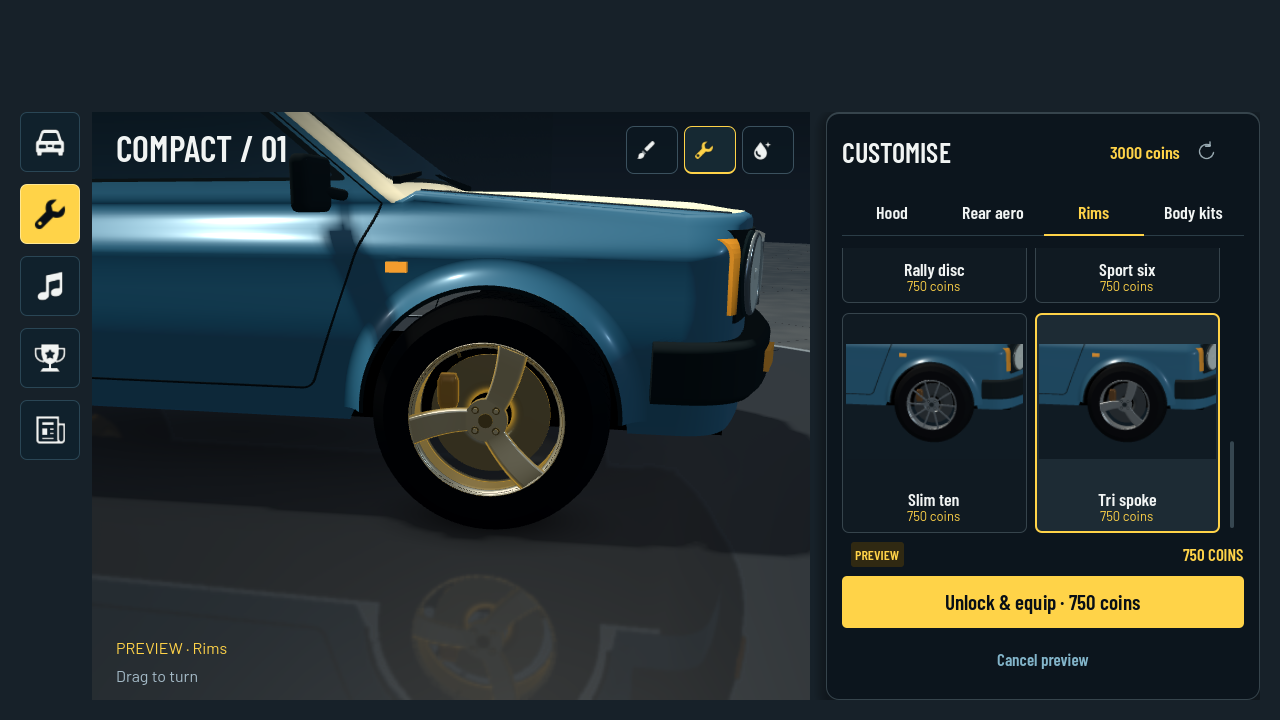 COMPACT / 01
CUSTOMISE
3000 coins
Hood
Rear aero
Rims
Body kits
Rally disc
750 coins
Sport six
750 coins
Slim ten
750 coins
Tri spoke
750 coins
PREVIEW
750 COINS
Unlock & equip · 750 coins
Cancel preview
PREVIEW · Rims
Drag to turn